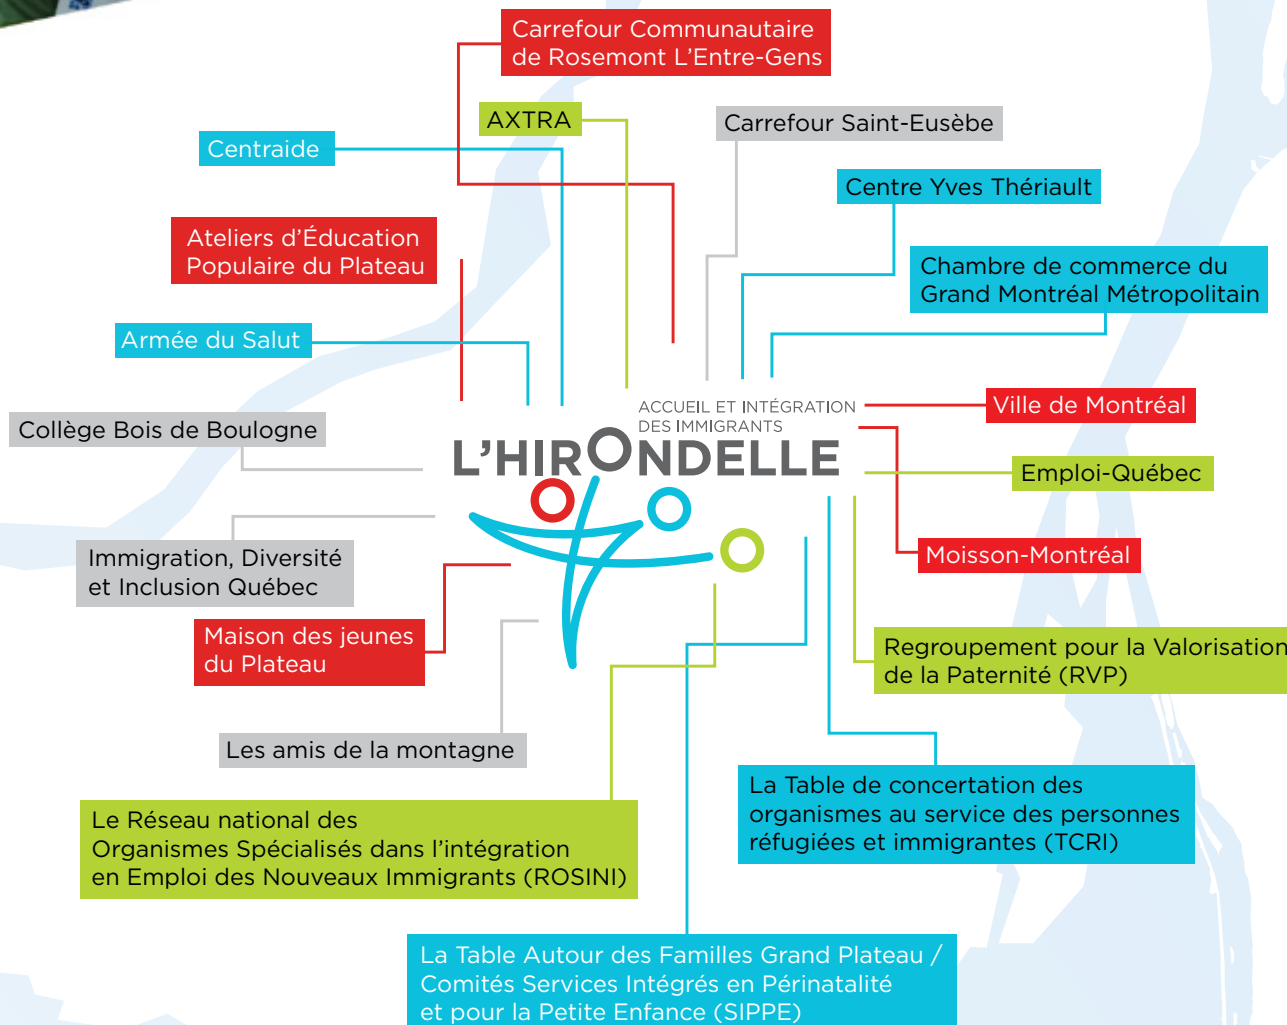 Carrefour Communautaire
de Rosemont L'Entre-Gens
AXTRA
Carrefour Saint-Eusèbe
Centraide
Centre Yves Thériault
Ateliers d'Éducation
Populaire du Plateau
Chambre de commerce du
Grand Montréal Métropolitain
Armée du Salut
ACCUEIL ET INTÉGRATION
DES IMMIGRANTS
L'HIRONDELLE
Ville de Montréal
Collège Bois de Boulogne
Emploi-Québec
Moisson-Montréal
Immigration, Diversité
et Inclusion Québec
Maison des jeunes
du Plateau
Regroupement pour la Valorisation
de la Paternité (RVP)
Les amis de la montagne
La Table de concertation des
organismes au service des personnes
réfugiées et immigrantes (TCRI)
Le Réseau national des
Organismes Spécialisés dans l'intégration
en Emploi des Nouveaux Immigrants (ROSINI)
La Table Autour des Familles Grand Plateau /
Comités Services Intégrés en Périnatalité
et pour la Petite Enfance (SIPPE)